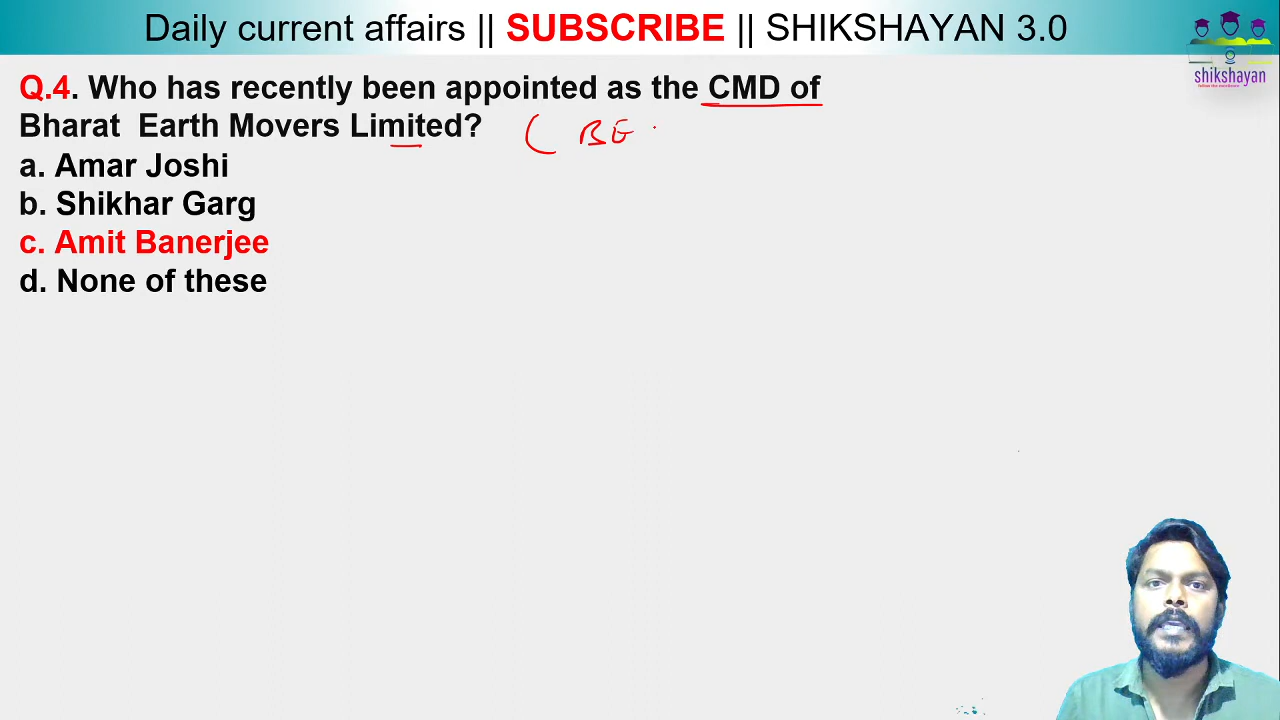 Daily current affairs || SUBSCRIBE || SHIKSHAYAN 3.0
shikshayan
Q.4. Who has recently been appointed as the CMD of
Bharat Earth Movers Limited? ( BE
a. Amar Joshi
b. Shikhar Garg
c. Amit Banerjee
d. None of these